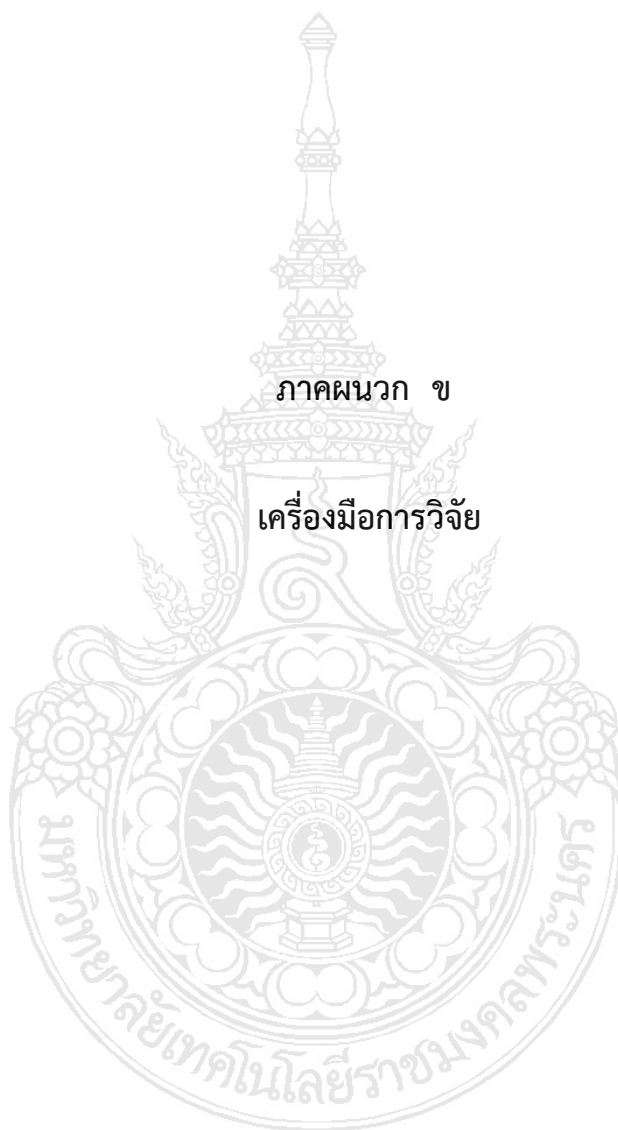 ภาคผนวก ข
เครื่องมือการวิจัย
มหาวิทยาลัยเทคโนโลยีราชมงคลพระนคร